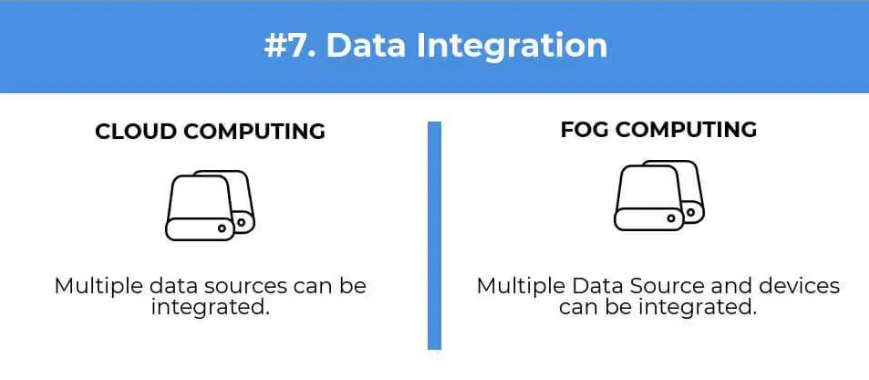 #7. Data Integration
CLOUD COMPUTING
Multiple data sources can be
integrated.
FOG COMPUTING
Multiple Data Source and devices
can be integrated.